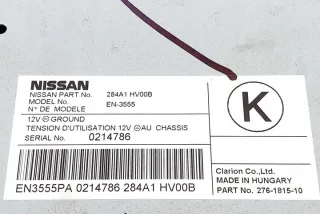 NISSAN
NISSAN PART No. 284A1 HV00B
MODEL No. EN-3555
N° DE MODELE
12V ⊖ GROUND
TENSION D'UTILISATION 12V ⊖ AU CHASSIS
SERIAL No. 0214786
K
EN3555PA 0214786 284A1 HV00B
Clarion Co., Ltd.
MADE IN HUNGARY
PART No. 276-1815-10